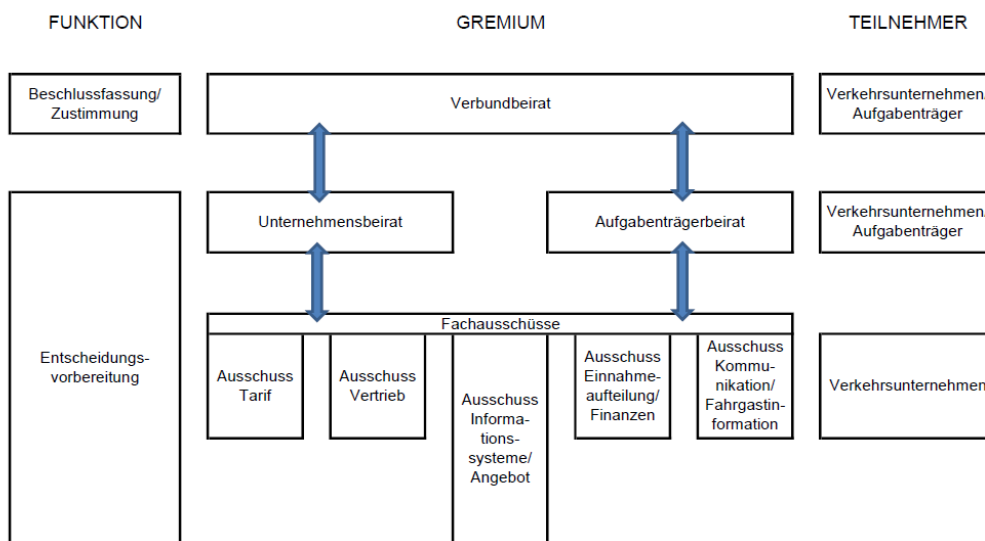 FUNKTION
GREMIUM
TEILNEHMER
Beschlussfassung/
Zustimmung
Verbundbeirat
Verkehrsunternehmen/
Aufgabenträger
Unternehmensbeirat
Aufgabenträgerbeirat
Verkehrsunternehmen/
Aufgabenträger
Entscheidungs-
vorbereitung
Fachausschüsse
Ausschuss
Tarif
Ausschuss
Vertrieb
Ausschuss
Informa-
tions-
systeme/
Angebot
Ausschuss
Einnahme-
aufteilung/
Finanzen
Ausschuss
Kommu-
nikation/
Fahrgastin-
formation
Verkehrsunternehmen